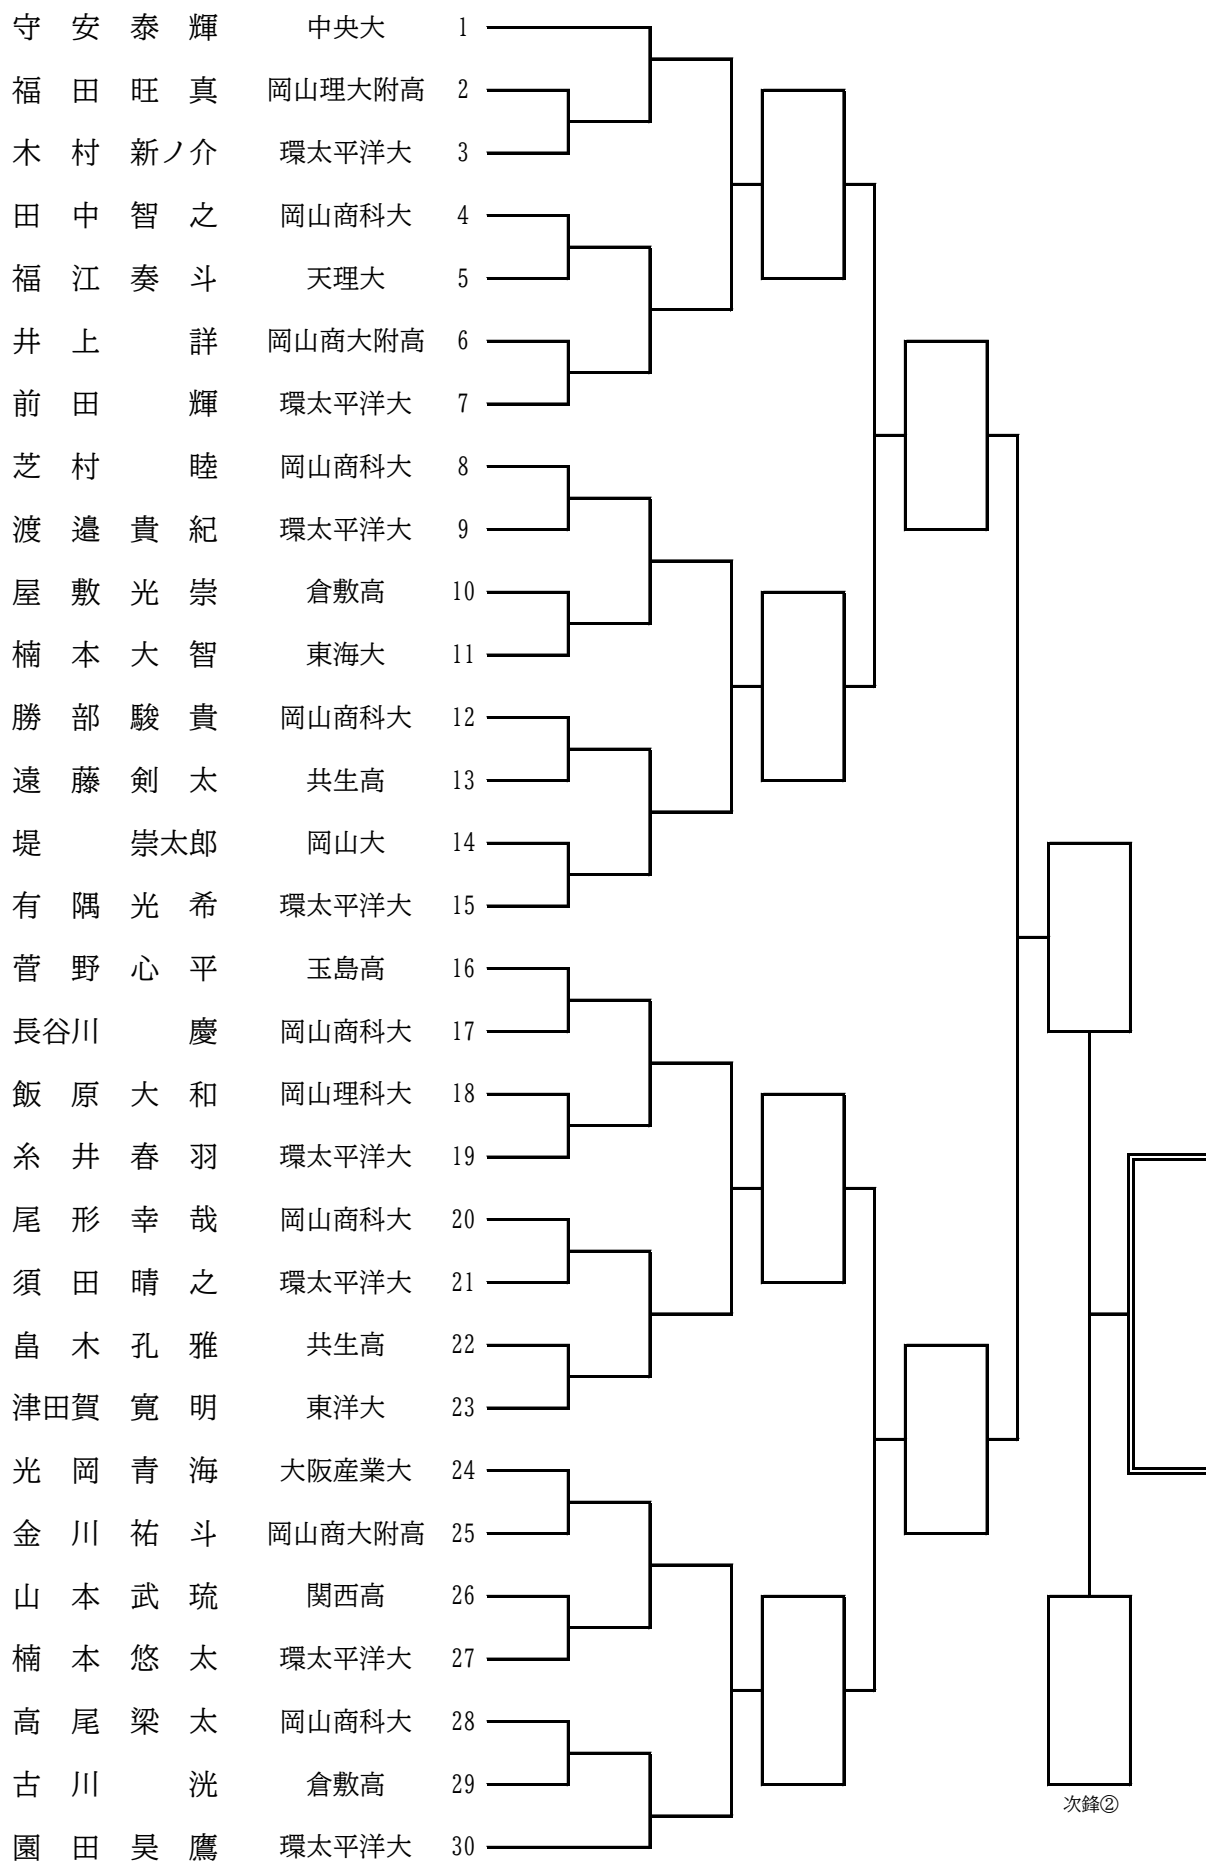 守安泰輝 中央大 1
福田旺真 岡山理大附高 2
木村新ノ介 環太平洋大 3
田中智之 岡山商科大 4
福江奏斗 天理大 5
井上詳 岡山商大附高 6
前田輝 環太平洋大 7
芝村睦 岡山商科大 8
渡邉貴紀 環太平洋大 9
屋敷光崇 倉敷高 10
楠本大智 東海大 11
勝部駿貴 岡山商科大 12
遠藤剣太 共生高 13
堤崇太郎 岡山大 14
有隅光希 環太平洋大 15
菅野心平 玉島高 16
長谷川慶 岡山商科大 17
飯原大和 岡山理科大 18
糸井春羽 環太平洋大 19
尾形幸哉 岡山商科大 20
須田晴之 環太平洋大 21
畠木孔雅 共生高 22
津田賀寛明 東洋大 23
光岡青海 大阪産業大 24
金川祐斗 岡山商大附高 25
山本武琉 関西高 26
楠本悠太 環太平洋大 27
高尾梁太 岡山商科大 28
古川洸 倉敷高 29
次鋒②
園田昊鷹 環太平洋大 30